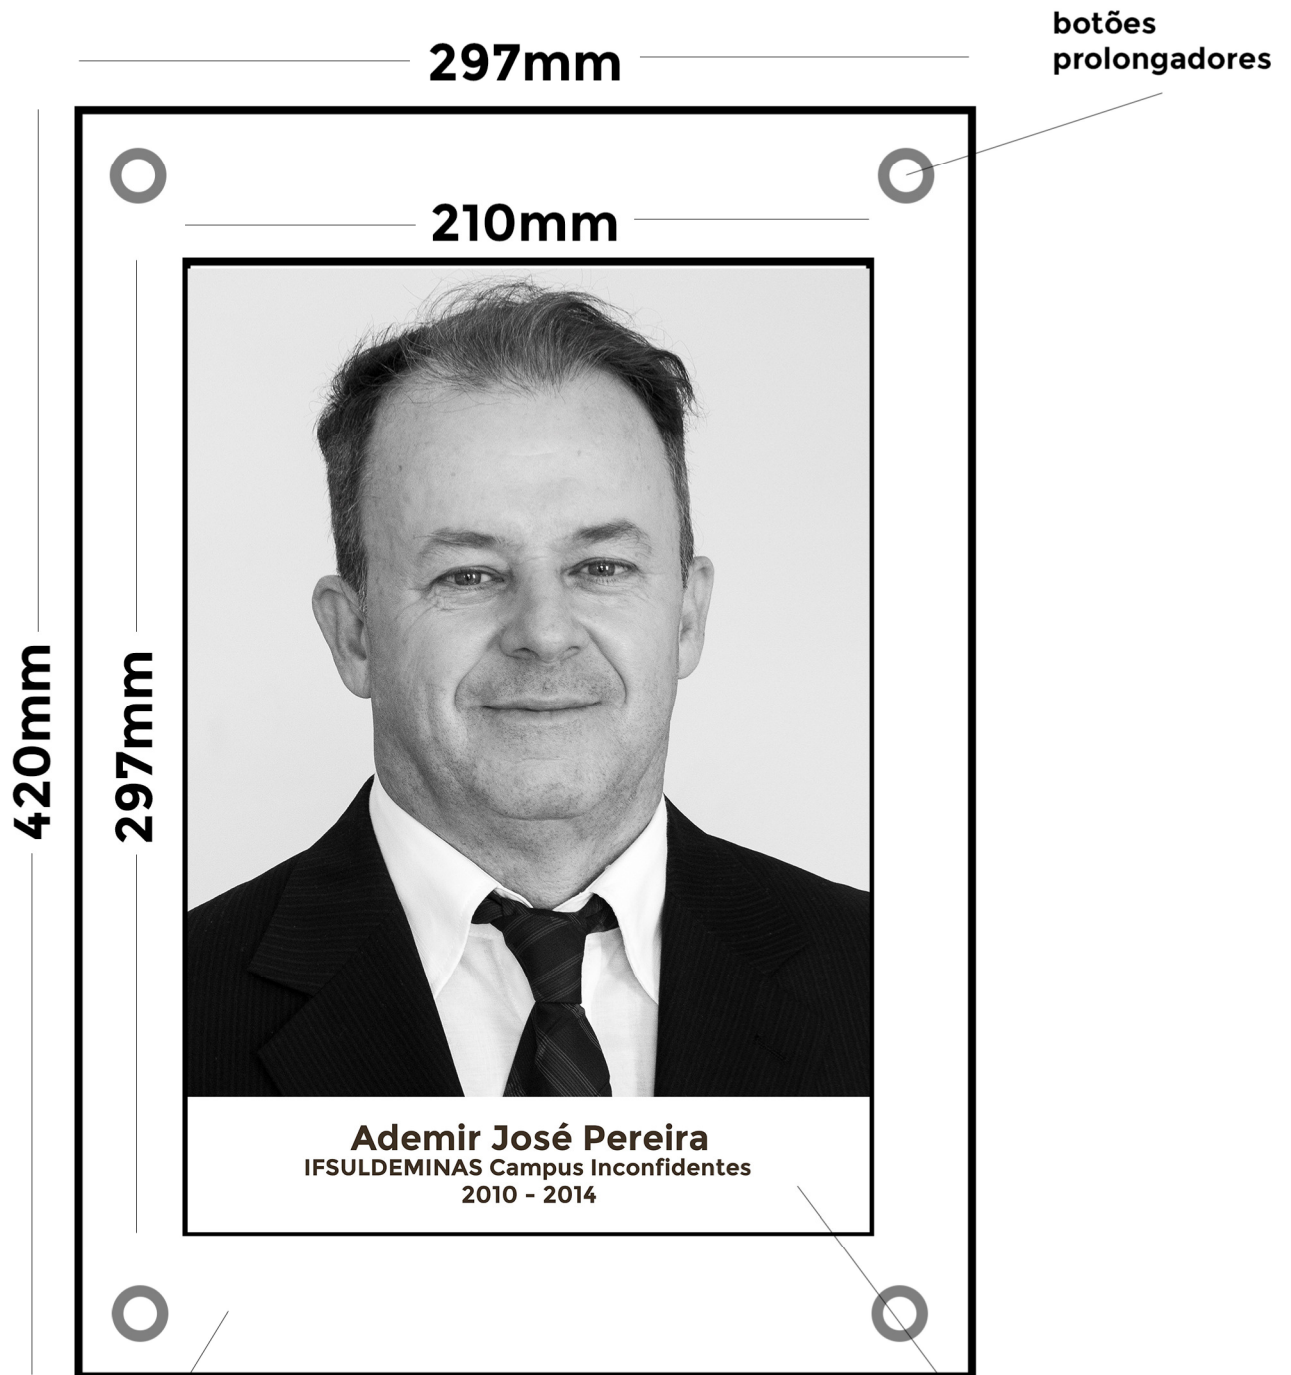 botões
prolongadores
297mm
210mm
420mm
297mm
Ademir José Pereira
IFSULDEMINAS Campus Inconfidentes
2010 - 2014